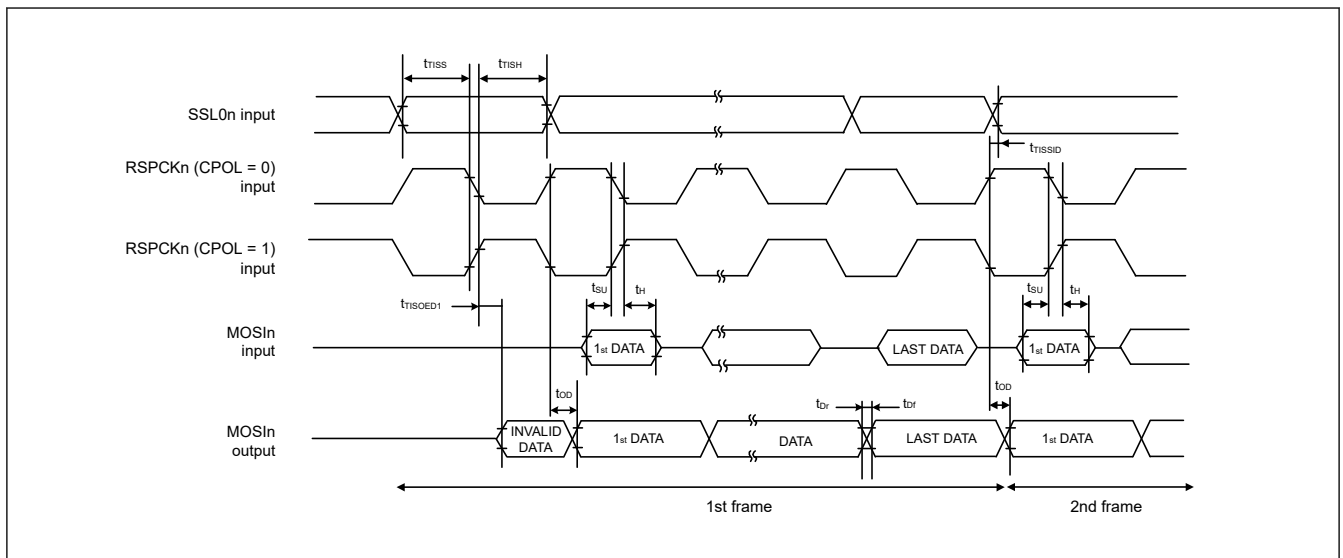 tTISS
tTISH
SSL0n input
tTISSID
RSPCKn (CPOL = 0)
input
RSPCKn (CPOL = 1)
input
tSU
tH
tSU
tH
tTISOED1
MOSIn
input
1st DATA
LAST DATA
1st DATA
tOD
tDr
tDf
tOD
MOSIn
output
INVALID
DATA
1st DATA
DATA
LAST DATA
1st DATA
1st frame
2nd frame